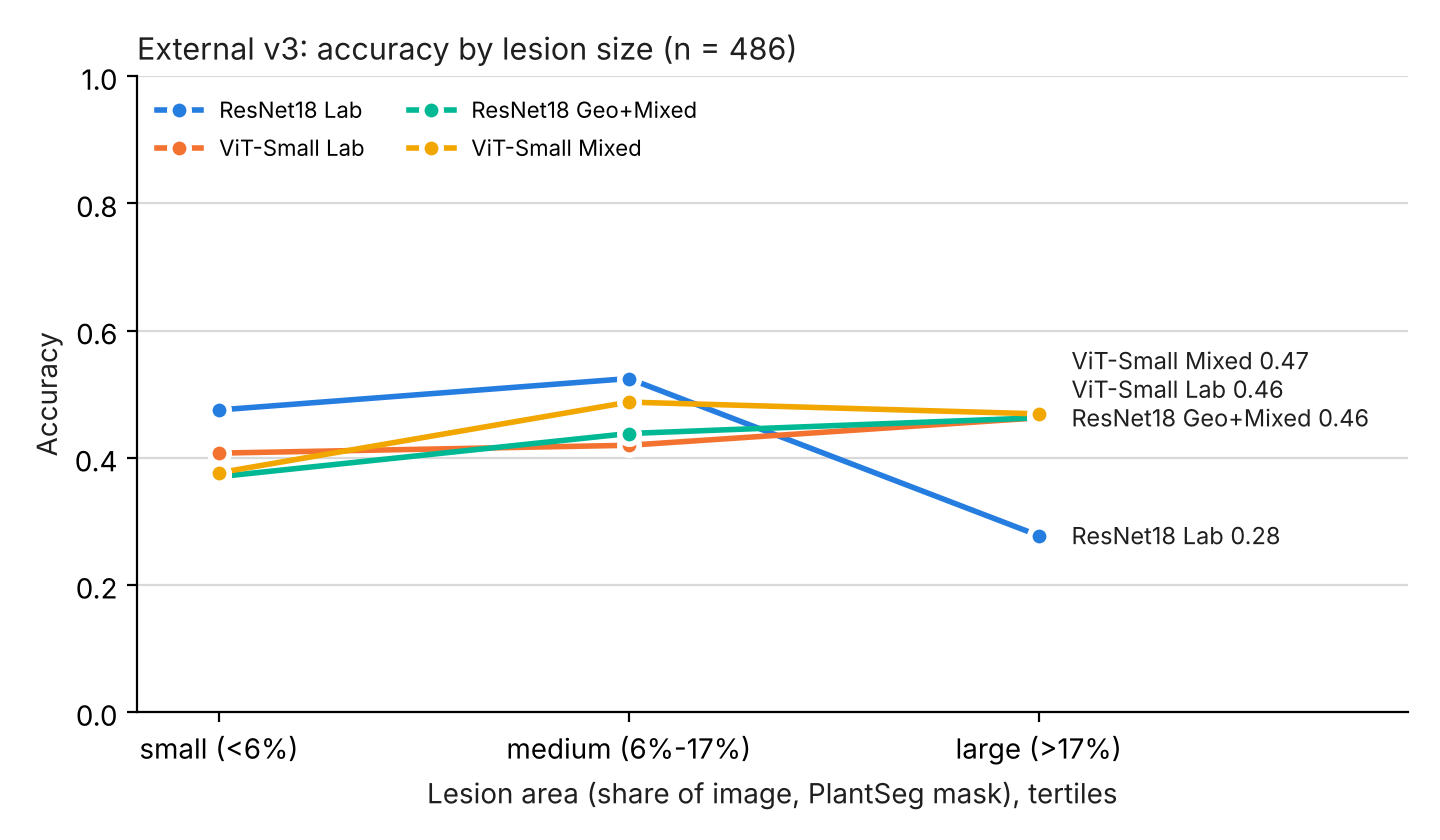 External v3: accuracy by lesion size (n = 486)
1.0
0.8
0.6
0.4
0.2
0.0
Accuracy
ResNet18 Lab
ViT-Small Lab
ResNet18 Geo+Mixed
ViT-Small Mixed
ViT-Small Mixed 0.47
ViT-Small Lab 0.46
ResNet18 Geo+Mixed 0.46
ResNet18 Lab 0.28
small (<6%)
medium (6%-17%)
large (>17%)
Lesion area (share of image, PlantSeg mask), tertiles